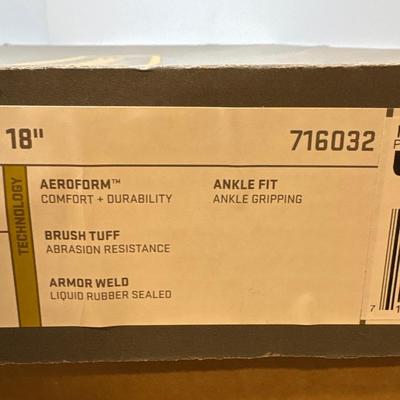 18"
716032
TECHNOLOGY
AEROFORM™
COMFORT + DURABILITY
ANKLE FIT
ANKLE GRIPPING
BRUSH TUFF
ABRASION RESISTANCE
ARMOR WELD
LIQUID RUBBER SEALED
7